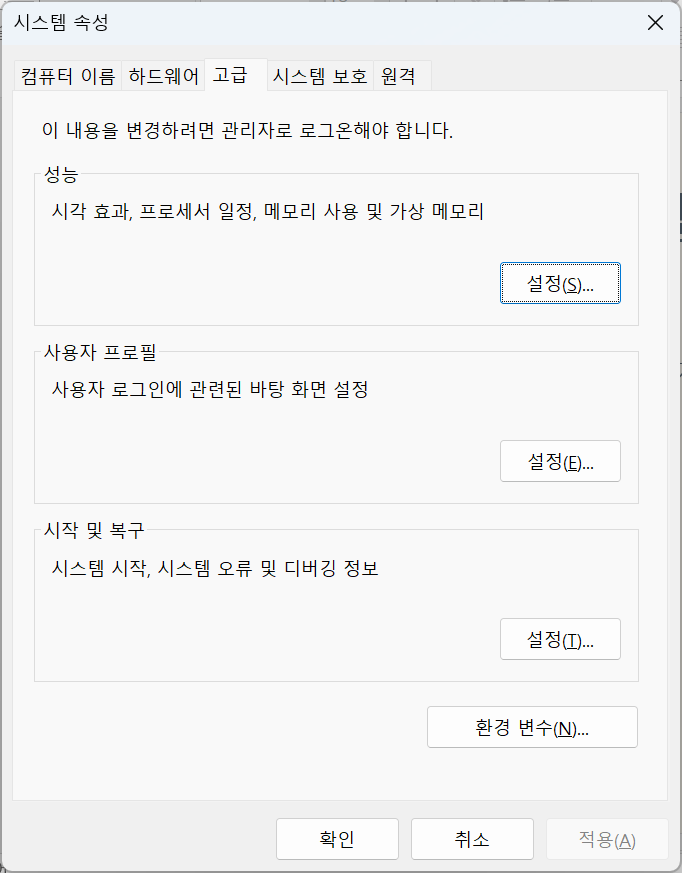 시스템 속성
컴퓨터 이름 하드웨어 고급 시스템 보호 원격
이 내용을 변경하려면 관리자로 로그온해야 합니다.
성능
시각 효과, 프로세서 일정, 메모리 사용 및 가상 메모리
설정(S)...
사용자 프로필
사용자 로그인에 관련된 바탕 화면 설정
설정(E)...
시작 및 복구
시스템 시작, 시스템 오류 및 디버깅 정보
설정(T)...
환경 변수(N)...
확인 취소 적용(A)